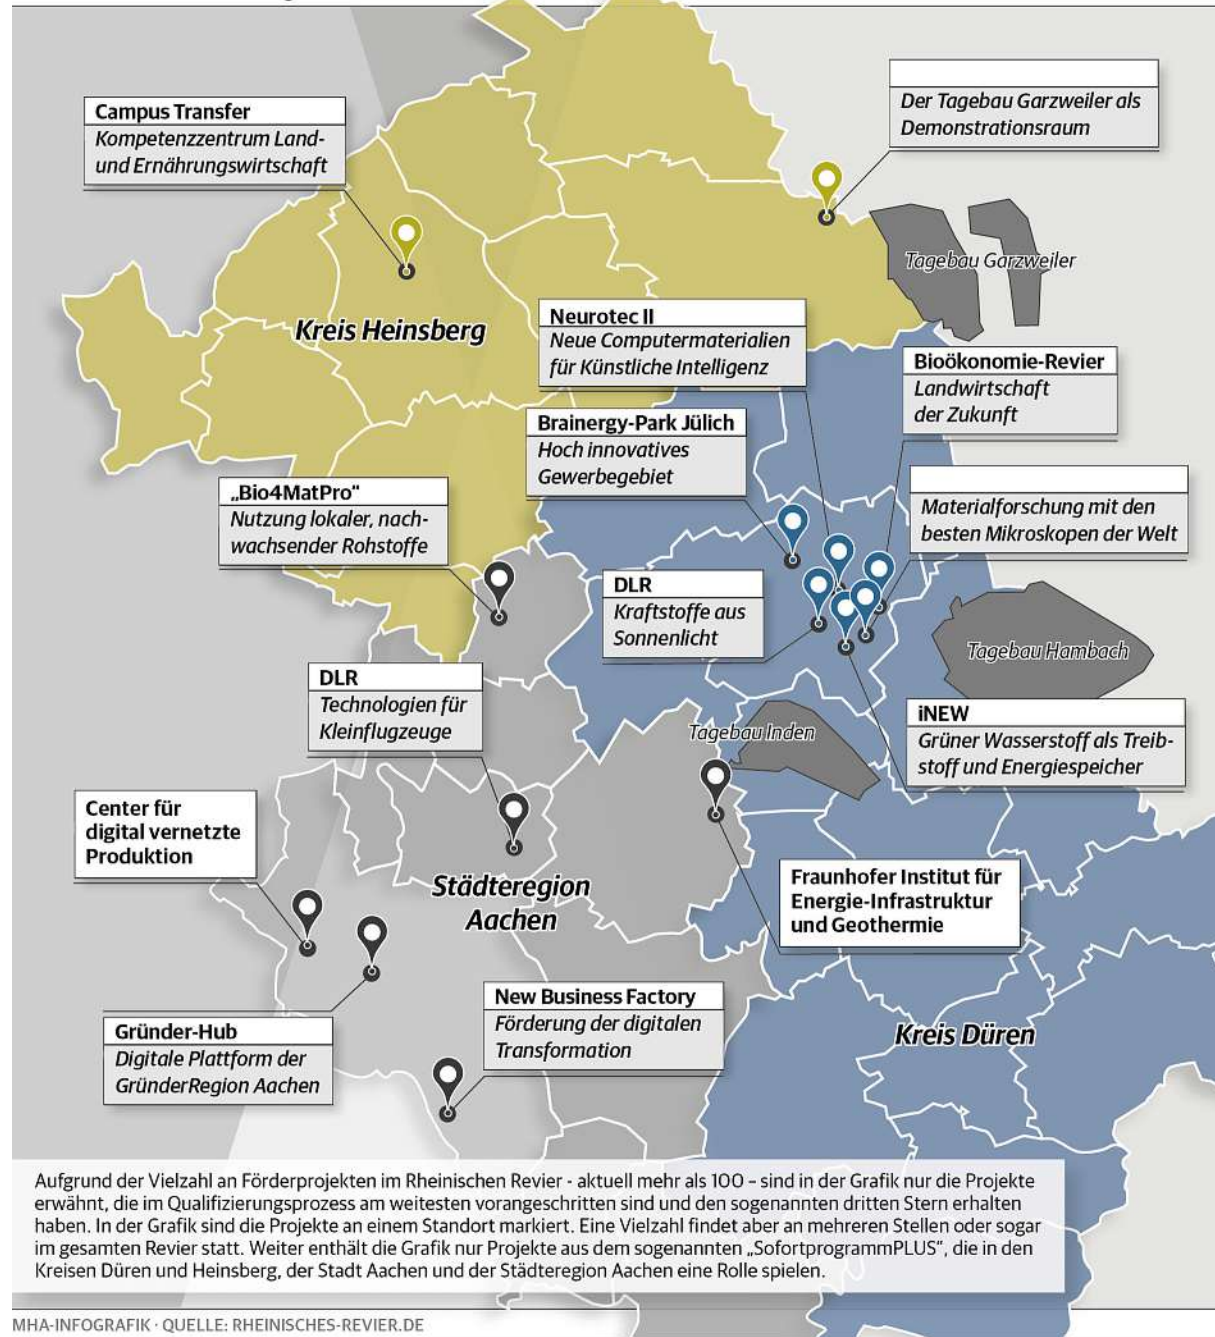 Campus Transfer
Kompetenzzentrum Land-
und Ernährungswirtschaft
Der Tagebau Garzweiler als
Demonstrationsraum
Tagebau Garzweiler
Kreis Heinsberg
Neurotec II
Neue Computermaterialien
für Künstliche Intelligenz
Bioökonomie-Revier
Landwirtschaft
der Zukunft
Brainergy-Park Jülich
Hoch innovatives
Gewerbegebiet
„Bio4MatPro“
Nutzung lokaler, nach-
wachsender Rohstoffe
Materialforschung mit den
besten Mikroskopen der Welt
DLR
Kraftstoffe aus
Sonnenlicht
Tagebau Hambach
DLR
Technologien für
Kleinflugzeuge
Tagebau Inden
iNEW
Grüner Wasserstoff als Treib-
stoff und Energiespeicher
Center für
digital vernetzte
Produktion
Städteregion
Aachen
Fraunhofer Institut für
Energie-Infrastruktur
und Geothermie
New Business Factory
Förderung der digitalen
Transformation
Gründer-Hub
Digitale Plattform der
GründerRegion Aachen
Kreis Düren
Aufgrund der Vielzahl an Förderprojekten im Rheinischen Revier - aktuell mehr als 100 – sind in der Grafik nur die Projekte
erwähnt, die im Qualifizierungsprozess am weitesten vorangeschritten sind und den sogenannten dritten Stern erhalten
haben. In der Grafik sind die Projekte an einem Standort markiert. Eine Vielzahl findet aber an mehreren Stellen oder sogar
im gesamten Revier statt. Weiter enthält die Grafik nur Projekte aus dem sogenannten „SofortprogrammPLUS“, die in den
Kreisen Düren und Heinsberg, der Stadt Aachen und der Städteregion Aachen eine Rolle spielen.
MHA-INFOGRAFIK · QUELLE: RHEINISCHES-REVIER.DE